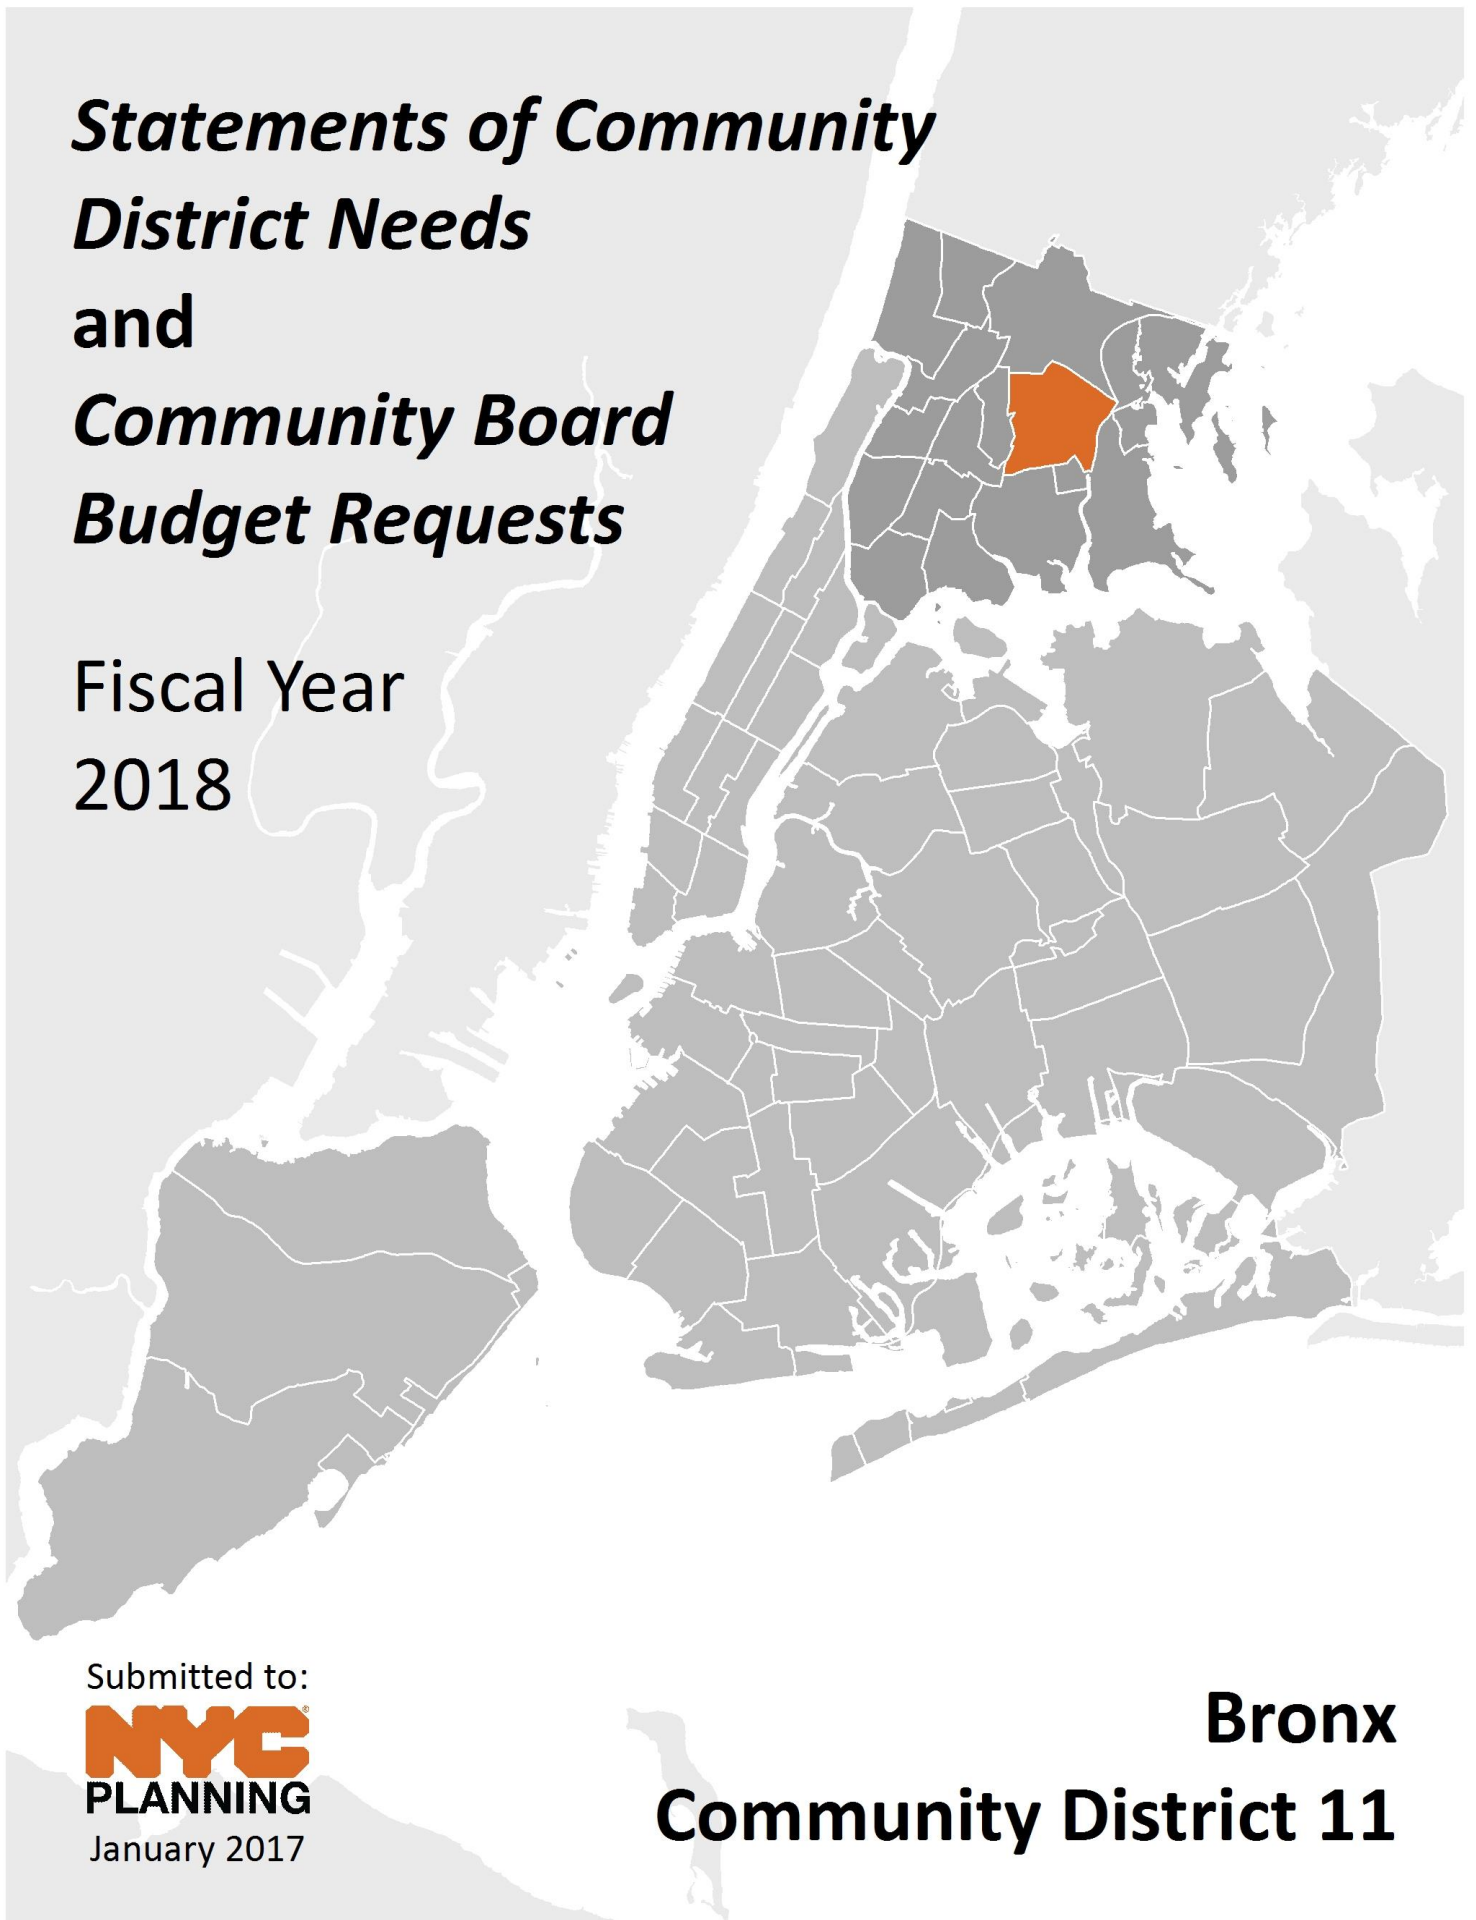 Statements of Community
District Needs
and
Community Board
Budget Requests
Fiscal Year
2018
Submitted to:
NYC®
PLANNING
January 2017
Bronx
Community District 11